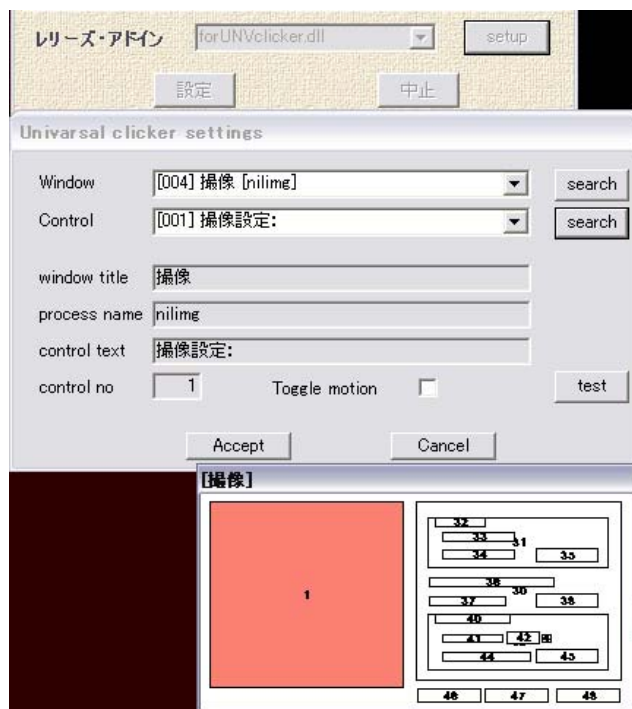 レリーズ・アドイン forUNVclicker.dll setup
設定 中止
Univarsal clicker settings
Window [004] 撮像 [nilimg] search
Control [001] 撮像設定: search
window title 撮像
process name nilimg
control text 撮像設定:
control no 1 Toggle motion test
Accept Cancel
[撮像]
32
33 31
34 35
1 36 30
37 38
40
41 42
44 45
46 47 48